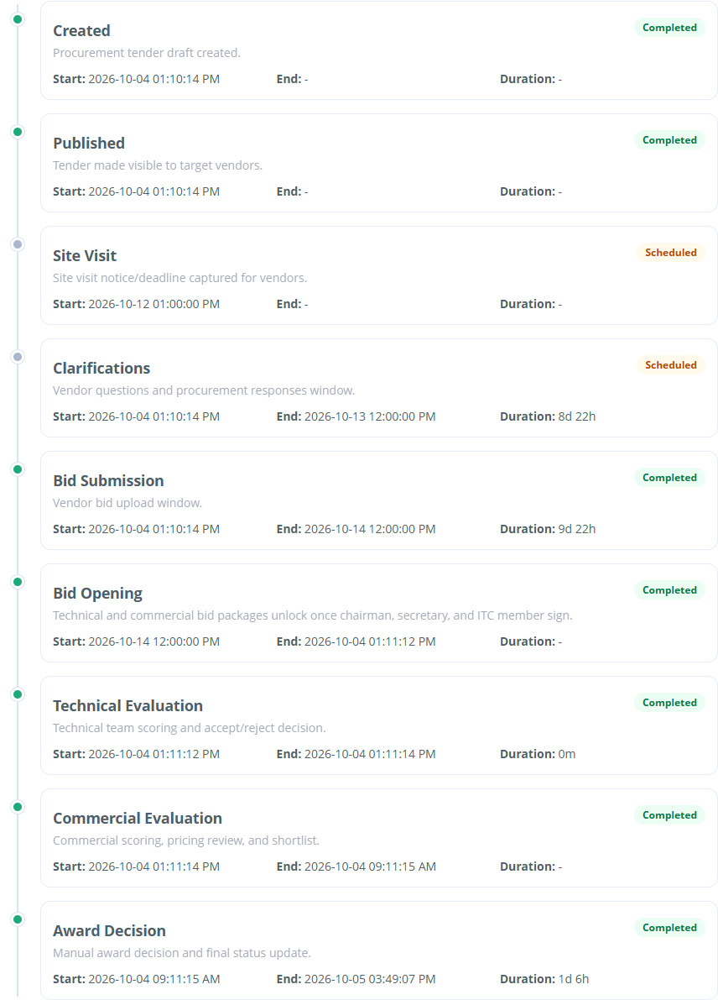 Created
Completed
Procurement tender draft created.
Start: 2026-10-04 01:10:14 PM End: - Duration: -
Published
Completed
Tender made visible to target vendors.
Start: 2026-10-04 01:10:14 PM End: - Duration: -
Site Visit
Scheduled
Site visit notice/deadline captured for vendors.
Start: 2026-10-12 01:00:00 PM End: - Duration: -
Clarifications
Scheduled
Vendor questions and procurement responses window.
Start: 2026-10-04 01:10:14 PM End: 2026-10-13 12:00:00 PM Duration: 8d 22h
Bid Submission
Completed
Vendor bid upload window.
Start: 2026-10-04 01:10:14 PM End: 2026-10-14 12:00:00 PM Duration: 9d 22h
Bid Opening
Completed
Technical and commercial bid packages unlock once chairman, secretary, and ITC member sign.
Start: 2026-10-14 12:00:00 PM End: 2026-10-04 01:11:12 PM Duration: -
Technical Evaluation
Completed
Technical team scoring and accept/reject decision.
Start: 2026-10-04 01:11:12 PM End: 2026-10-04 01:11:14 PM Duration: 0m
Commercial Evaluation
Completed
Commercial scoring, pricing review, and shortlist.
Start: 2026-10-04 01:11:14 PM End: 2026-10-04 09:11:15 AM Duration: -
Award Decision
Completed
Manual award decision and final status update.
Start: 2026-10-04 09:11:15 AM End: 2026-10-05 03:49:07 PM Duration: 1d 6h